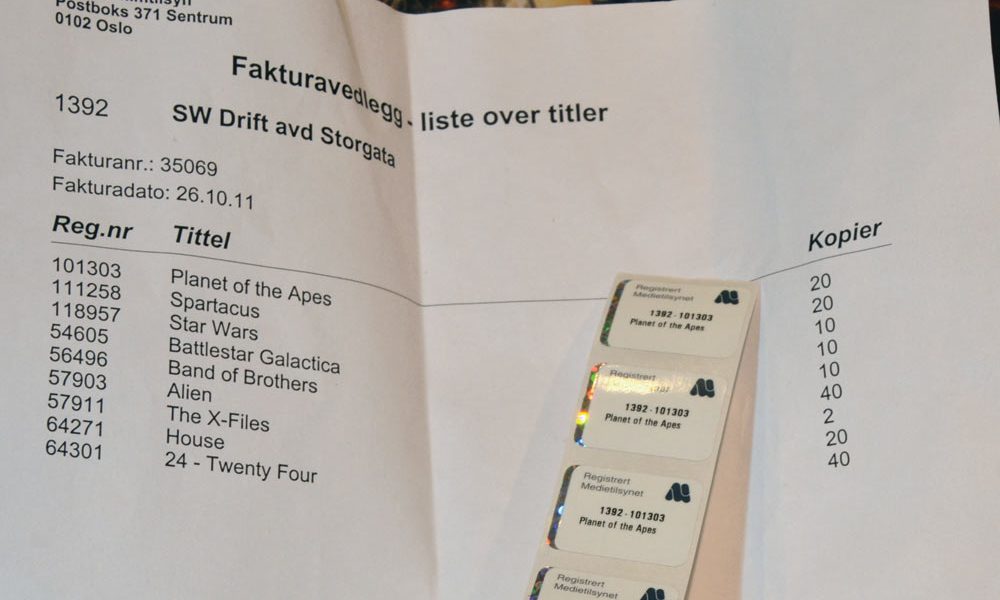 Postboks 371 Sentrum
0102 Oslo
Fakturavedlegg - liste over titler
1392 SW Drift avd Storgata
Fakturanr.: 35069
Fakturadato: 26.10.11
Reg.nr Tittel Kopier
101303 Planet of the Apes 20
111258 Spartacus 20
118957 Star Wars 10
54605 Battlestar Galactica 10
56496 Band of Brothers 10
57903 Alien 40
57911 The X-Files 2
64271 House 20
64301 24 - Twenty Four 40
Registrert
Medietilsynet
1392 - 101303
Planet of the Apes
Registrert
1392 - 101303
Planet of the Apes
Registrert
Medietilsynet
1392 - 101303
Planet of the Apes
Registrert
Medietilsynet